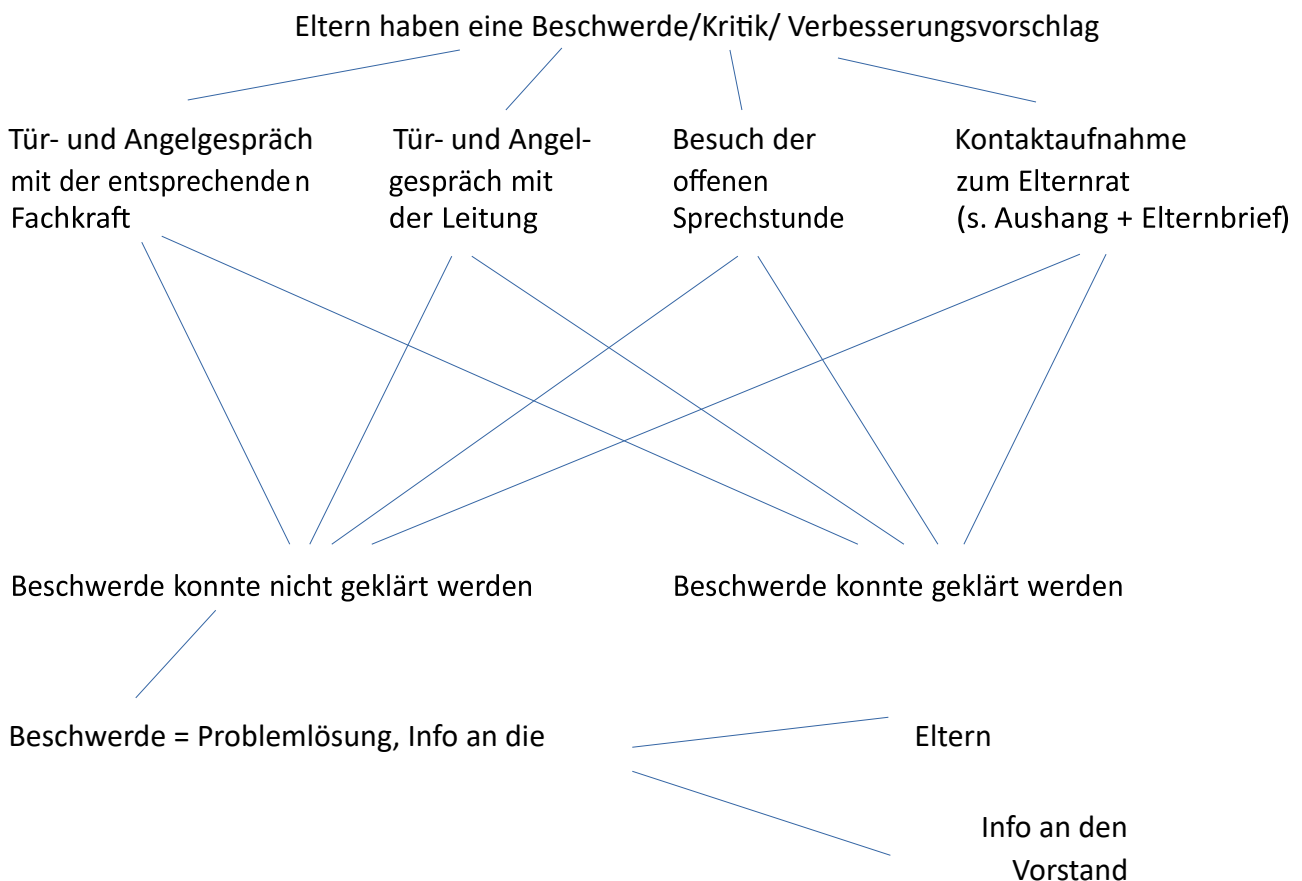 Eltern haben eine Beschwerde/Kritik/ Verbesserungsvorschlag
Tür- und Angelgespräch
mit der entsprechenden
Fachkraft
Tür- und Angel-
gespräch mit
der Leitung
Besuch der
offenen
Sprechstunde
Kontaktaufnahme
zum Elternrat
(s. Aushang + Elternbrief)
Beschwerde konnte nicht geklärt werden
Beschwerde konnte geklärt werden
Beschwerde = Problemlösung, Info an die
Eltern
Info an den
Vorstand